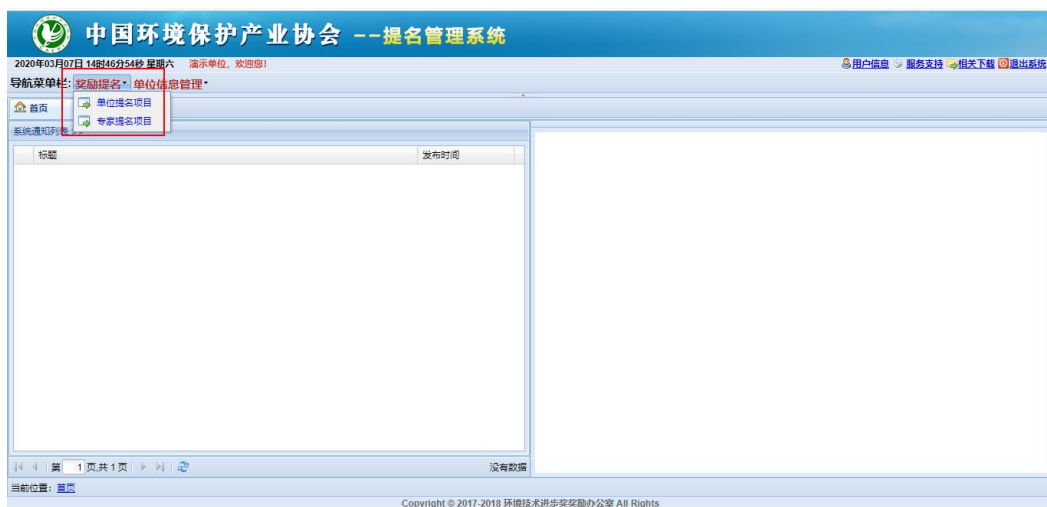 中国环境保护产业协会 --提名管理系统
2020年03月07日 14时46分54秒 星期六 演示单位, 欢迎您! 用户信息 服务支持 相关下载 退出系统
导航菜单栏: 奖励提名 单位信息管理
首页 单位提名项目
专家提名项目
系统通知列表
标题 发布时间
第 1 页,共 1 页 没有数据
当前位置: 首页
Copyright © 2017-2018 环境技术进步奖奖励办公室 All Rights